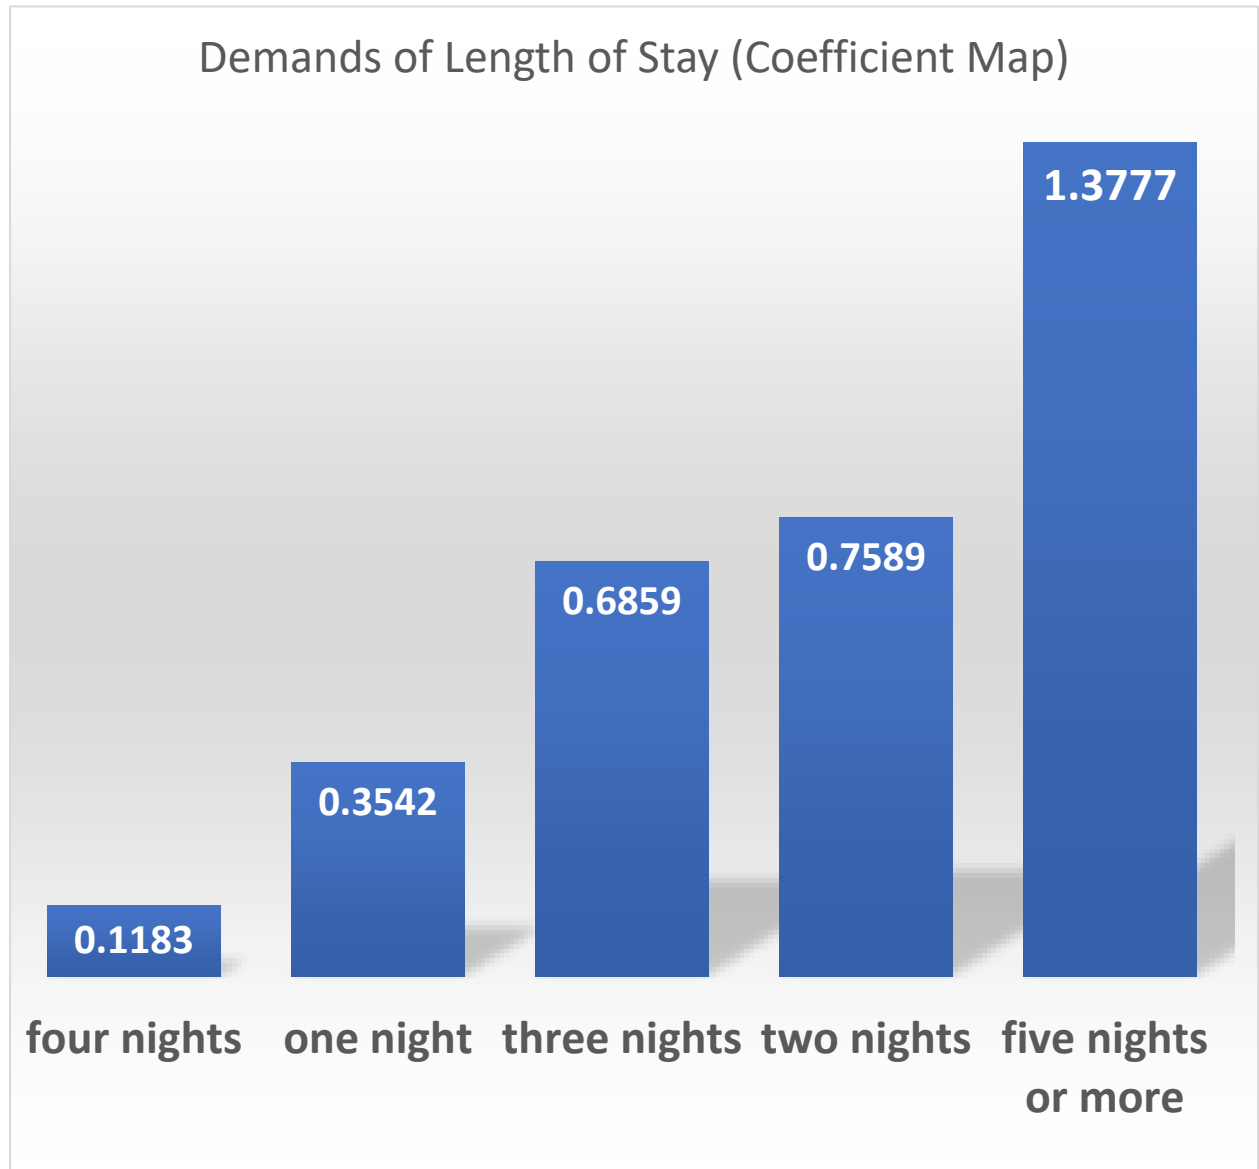 Demands of Length of Stay (Coefficient Map)
1.3777
0.7589
0.6859
0.3542
0.1183
four nights one night three nights two nights five nights
or more